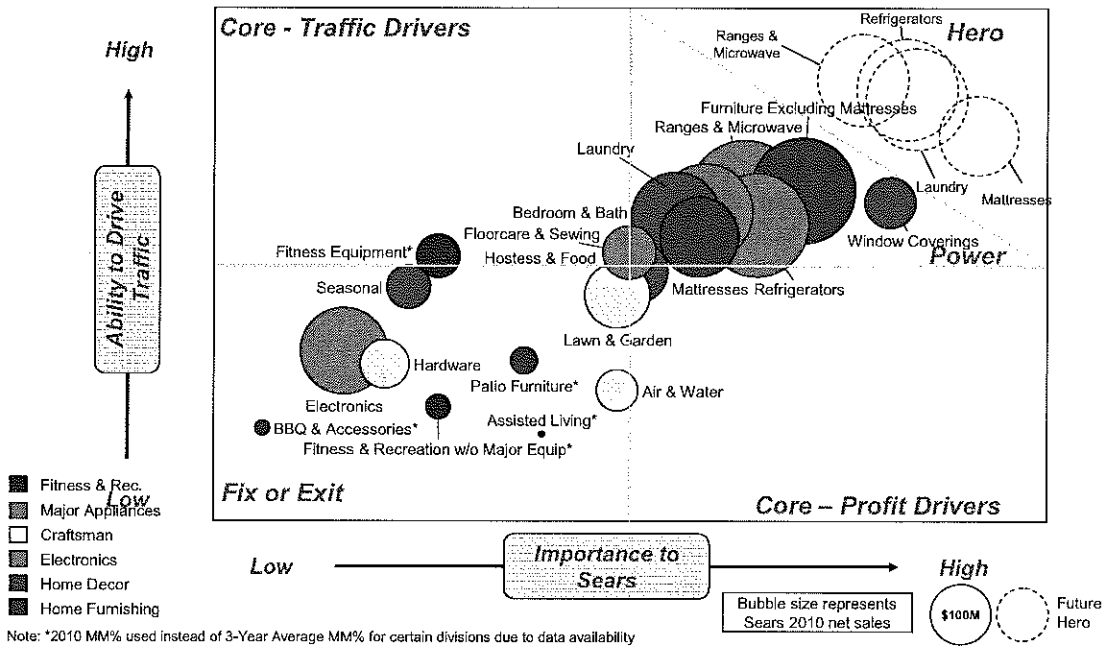 Core - Traffic Drivers
Hero
Refrigerators
Ranges &
Microwave
High
Furniture Excluding Mattresses
Ranges & Microwave
Laundry
Laundry
Mattresses
Bedroom & Bath
Floorcare & Sewing
Hostess & Food
Fitness Equipment*
Window Coverings
Power
Seasonal
Mattresses
Refrigerators
Ability to Drive
Traffic
Lawn & Garden
Hardware
Patio Furniture*
Air & Water
Electronics
BBQ & Accessories*
Assisted Living*
Fitness & Recreation w/o Major Equip*
Fix or Exit
Core – Profit Drivers
Low
Fitness & Rec.
Major Appliances
Craftsman
Electronics
Home Decor
Home Furnishing
Low
Importance to
Sears
High
Bubble size represents
Sears 2010 net sales
$100M
Future
Hero
Note: *2010 MM% used instead of 3-Year Average MM% for certain divisions due to data availability